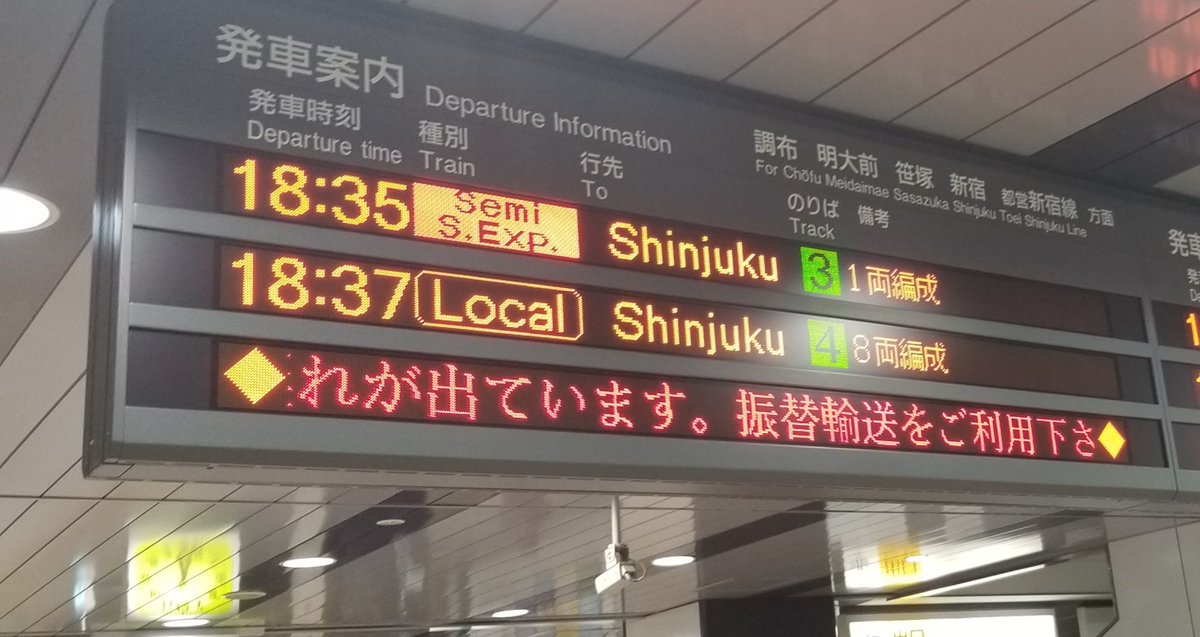 発車案内 Departure Information
発車時刻 種別 行先 調布 明大前 笹塚 新宿 都営新宿線 方面
Departure time Train To For Chōfu Meidaimae Sasazuka Shinjuku Toei Shinjuku Line
のりば 備考
Track
18:35 Semi S.Exp. Shinjuku 3 1両編成
18:37 Local Shinjuku 4 8両編成
◆れが出ています。振替輸送をご利用下さ◆
出口